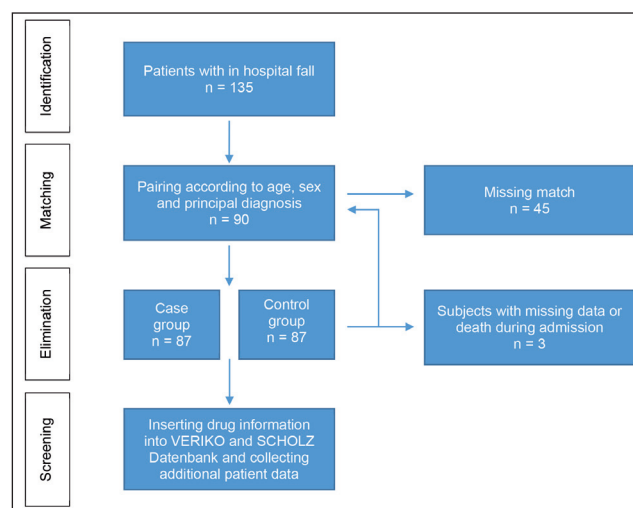 Identification
Patients with in hospital fall
n = 135
Matching
Pairing according to age, sex
and principal diagnosis
n = 90
Missing match
n = 45
Elimination
Case
group
n = 87
Control
group
n = 87
Subjects with missing data or
death during admission
n = 3
Screening
Inserting drug information
into VERIKO and SCHOLZ
Datenbank and collecting
additional patient data